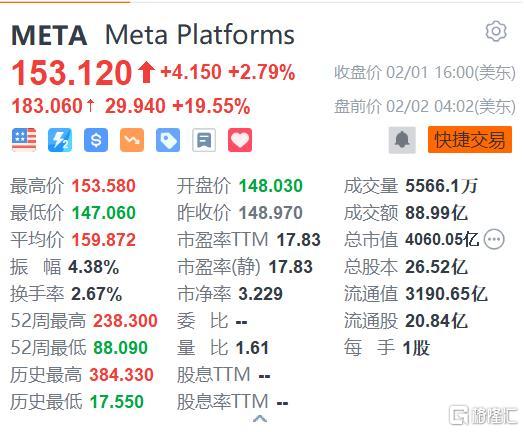 META Meta Platforms
153.120 +4.150 +2.79% 收盘价 02/01 16:00(美东)
183.060 29.940 +19.55% 盘前价 02/02 04:02(美东)
快捷交易
最高价 153.580 开盘价 148.030 成交量 5566.1万
最低价 147.060 昨收价 148.970 成交额 88.99亿
平均价 159.872 市盈率TTM 17.83 总市值 4060.05亿
振 幅 4.38% 市盈率(静) 17.83 总股本 26.52亿
换手率 2.67% 市净率 3.229 流通值 3190.65亿
52周最高 238.300 委 比 -- 流通股 20.84亿
52周最低 88.090 量 比 1.61 每 手 1股
历史最高 384.330 股息TTM --
历史最低 17.550 股息率TTM --
格隆汇